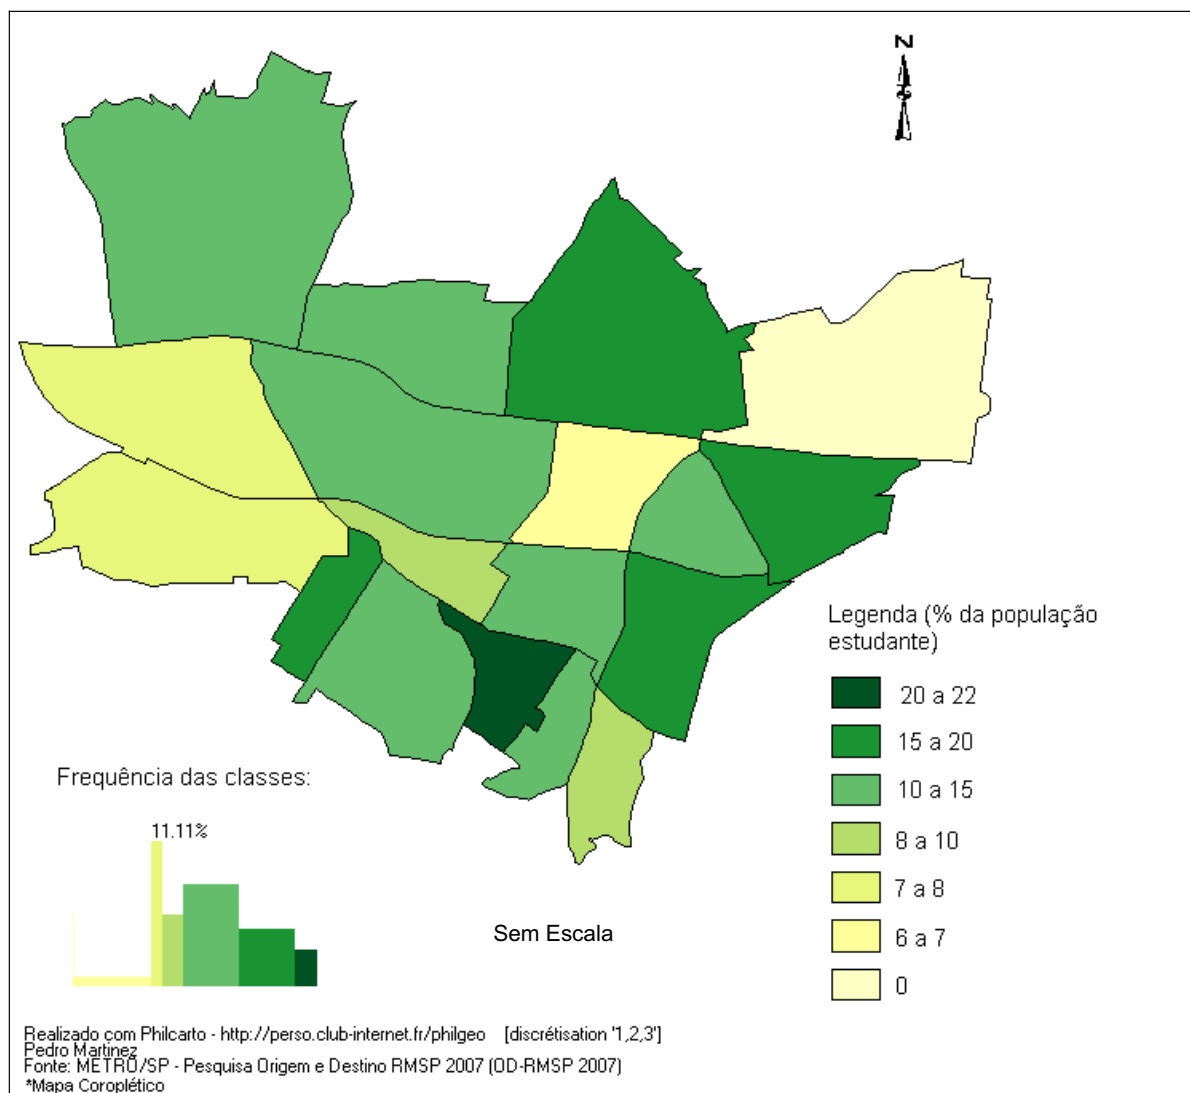 N
Legenda (% da população
estudante)
20 a 22
15 a 20
10 a 15
8 a 10
7 a 8
6 a 7
0
Frequência das classes:
11.11%
Sem Escala
Realizado com Philcarto - http://perso.club-internet.fr/philgeo [discrétisation '1,2,3']
Pedro Martinez
Fonte: METRÔ/SP - Pesquisa Origem e Destino RMSP 2007 (OD-RMSP 2007)
*Mapa Coroplético